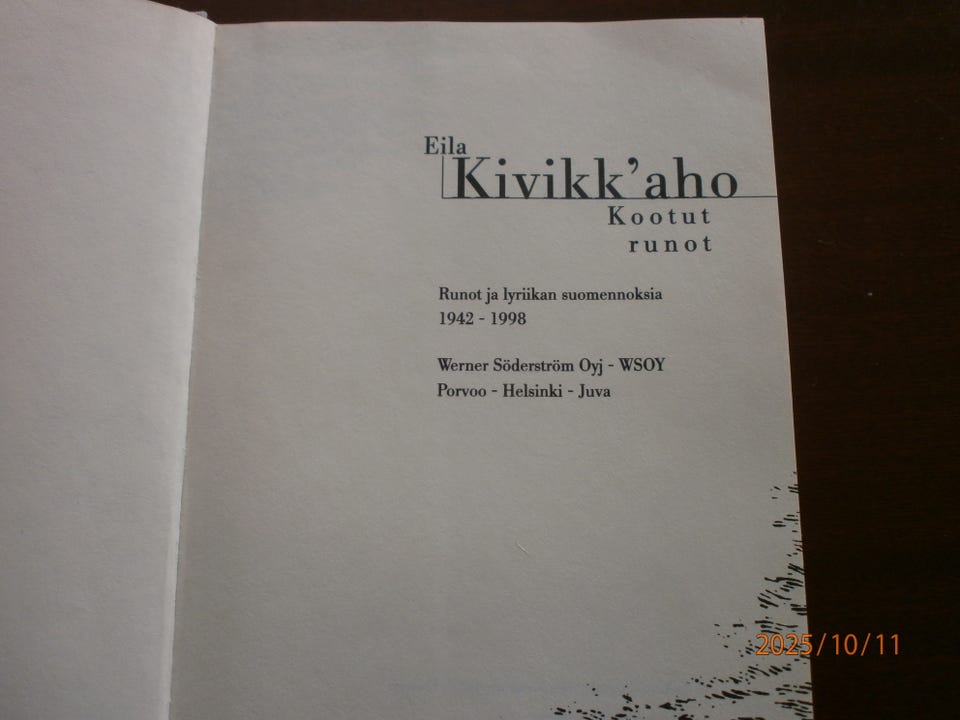 Eila
Kivikk'aho
Kootut
runot
Runot ja lyriikan suomennoksia
1942 - 1998
Werner Söderström Oyj - WSOY
Porvoo - Helsinki - Juva
2025/10/11